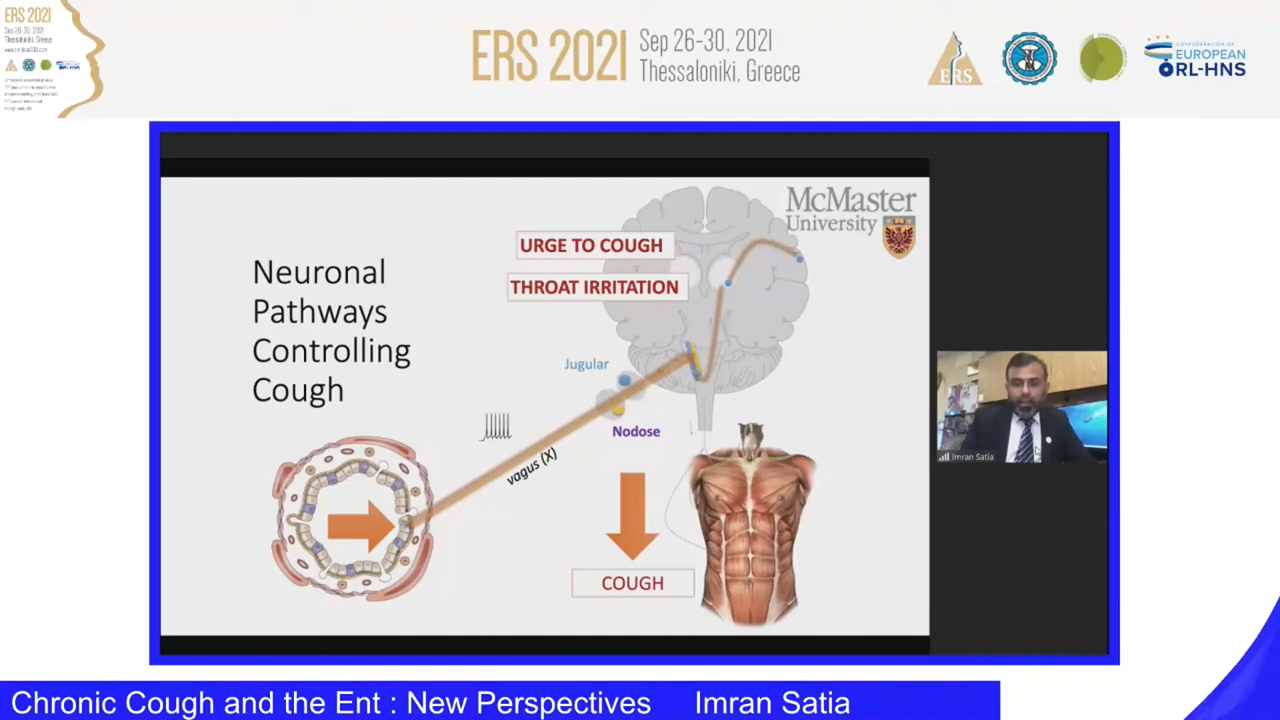 ERS 2021
Sep 26-30, 2021
Thessaloniki, Greece
ERS 2021
Sep 26-30, 2021
Thessaloniki, Greece
ERS
EUROPEAN
ORL-HNS
McMaster
University
URGE TO COUGH
THROAT IRRITATION
Neuronal
Pathways
Controlling
Cough
Jugular
Nodose
vagus (X)
COUGH
Imran Satia
Chronic Cough and the Ent : New Perspectives Imran Satia